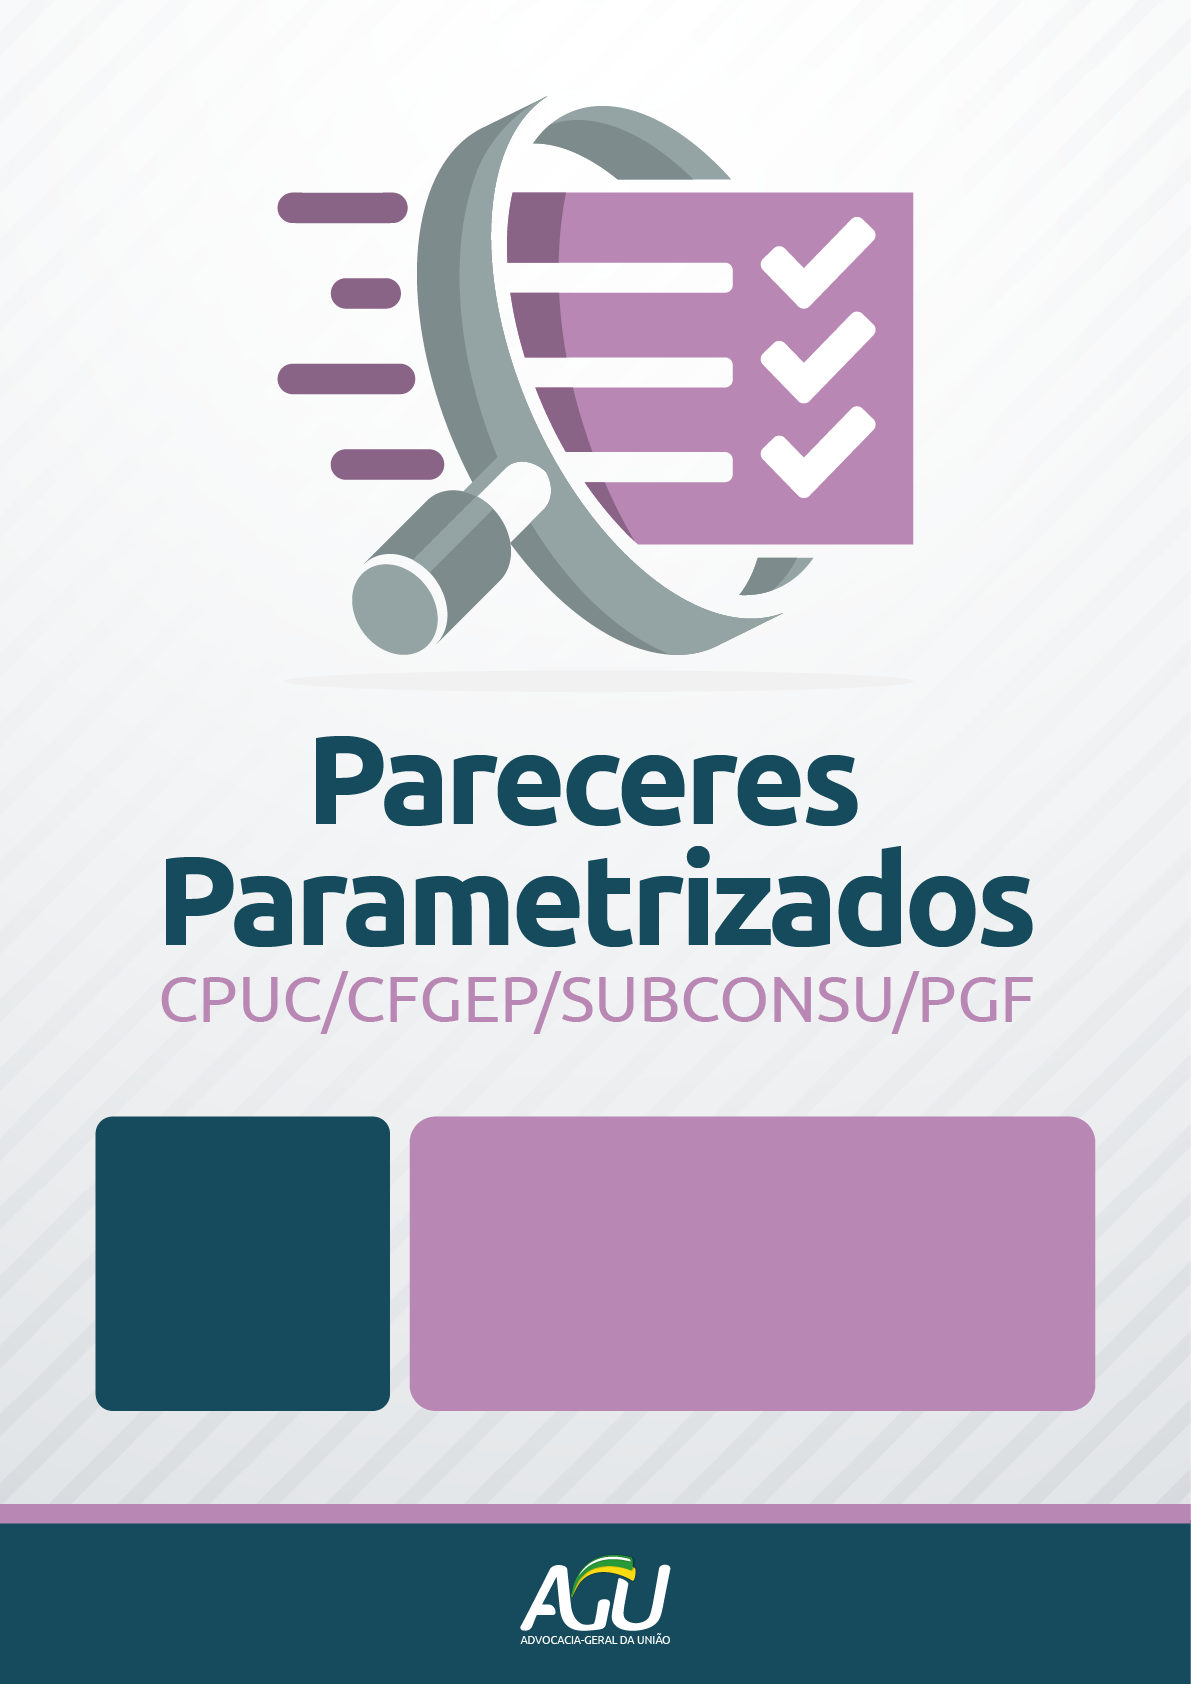 Pareceres
Parametrizados
CPUC/CFGEP/SUBCONSU/PGF
AGU
ADVOCACIA-GERAL DA UNIÃO